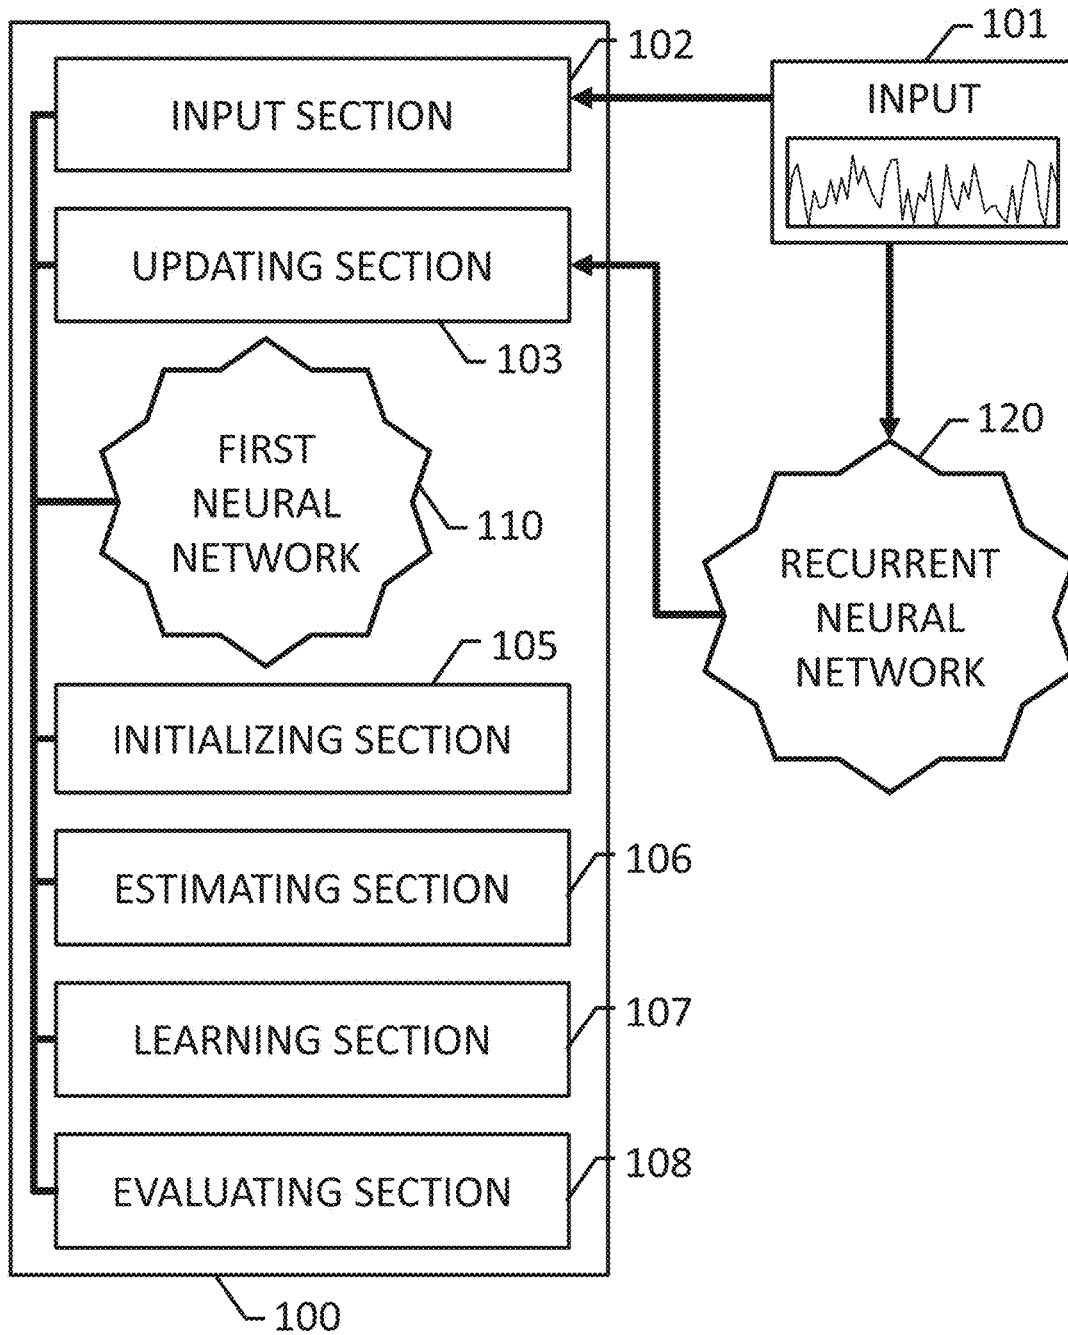 101
102
INPUT SECTION
INPUT
UPDATING SECTION
103
FIRST
NEURAL
NETWORK
110
120
RECURRENT
NEURAL
NETWORK
105
INITIALIZING SECTION
106
ESTIMATING SECTION
107
LEARNING SECTION
108
EVALUATING SECTION
100